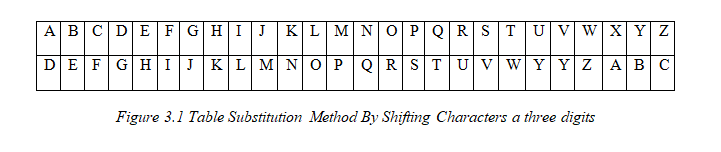 A B C D E F G H I J K L M N O P Q R S T U V W X Y Z
D E F G H I J K L M N O P Q R S T U V W Y Y Z A B C
Figure 3.1 Table Substitution Method By Shifting Characters a three digits